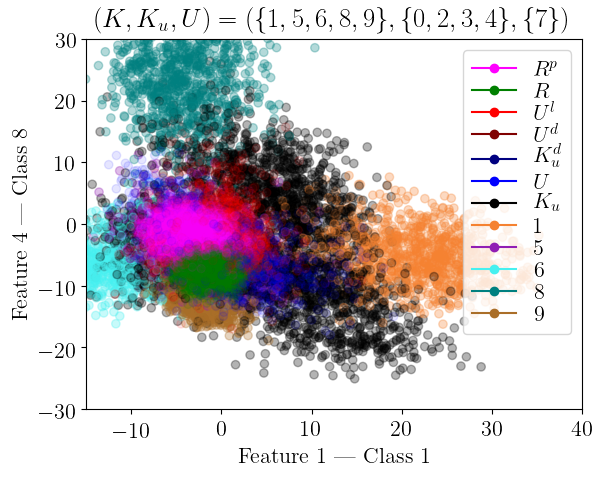 (K, K_u, U) = ({1, 5, 6, 8, 9}, {0, 2, 3, 4}, {7})
Feature 4 — Class 8
30
20
10
0
−10
−20
−30
R^p
R
U^l
U^d
K_u^d
U
K_u
1
5
6
8
9
−10
0
10
20
30
40
Feature 1 — Class 1